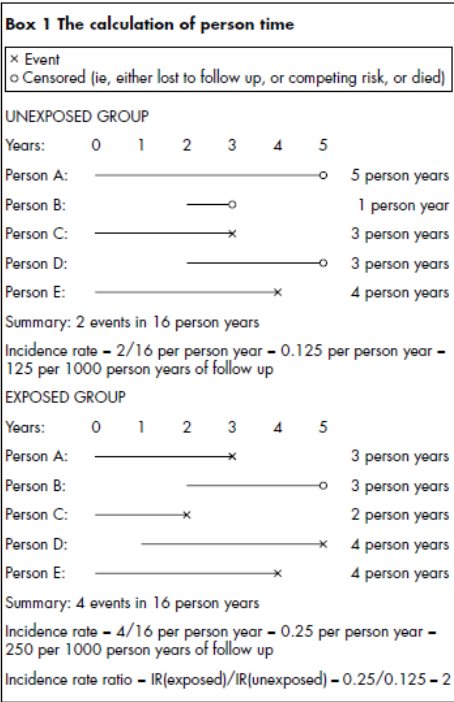 Box 1 The calculation of person time
× Event
o Censored (ie, either lost to follow up, or competing risk, or died)
UNEXPOSED GROUP
Years: 0 1 2 3 4 5
Person A: 5 person years
Person B: 1 person year
Person C: 3 person years
Person D: 3 person years
Person E: 4 person years
Summary: 2 events in 16 person years
Incidence rate = 2/16 per person year = 0.125 per person year =
125 per 1000 person years of follow up
EXPOSED GROUP
Years: 0 1 2 3 4 5
Person A: 3 person years
Person B: 3 person years
Person C: 2 person years
Person D: 4 person years
Person E: 4 person years
Summary: 4 events in 16 person years
Incidence rate = 4/16 per person year = 0.25 per person year =
250 per 1000 person years of follow up
Incidence rate ratio = IR(exposed)/IR(unexposed) = 0.25/0.125 = 2